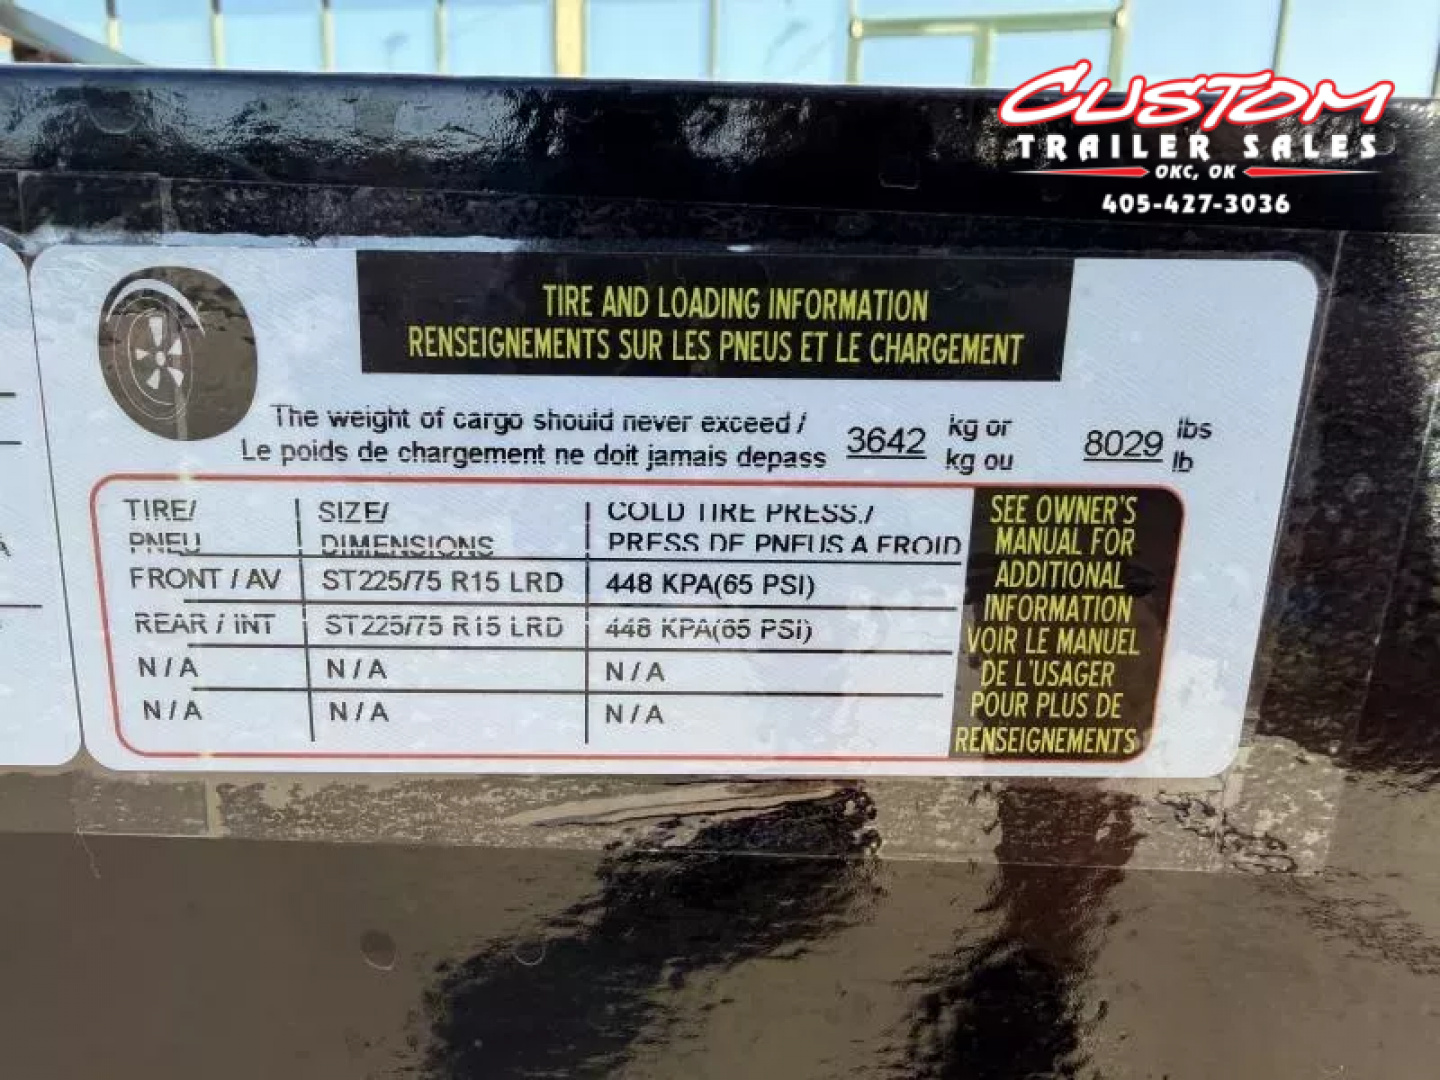 CUSTOM
TRAILER SALES
OKC, OK
405-427-3036
TIRE AND LOADING INFORMATION
RENSEIGNEMENTS SUR LES PNEUS ET LE CHARGEMENT
The weight of cargo should never exceed / 3642 kg or 8029 lbs
Le poids de chargement ne doit jamais depass kg ou lb
TIRE/ SIZE/ COLD TIRE PRESS./
PNEU DIMENSIONS PRESS DE PNEUS A FROID
FRONT / AV ST225/75 R15 LRD 448 KPA(65 PSI)
REAR / INT ST225/75 R15 LRD 448 KPA(65 PSI)
N / A N / A N / A
N / A N / A N / A
SEE OWNER'S
MANUAL FOR
ADDITIONAL
INFORMATION
VOIR LE MANUEL
DE L'USAGER
POUR PLUS DE
RENSEIGNEMENTS